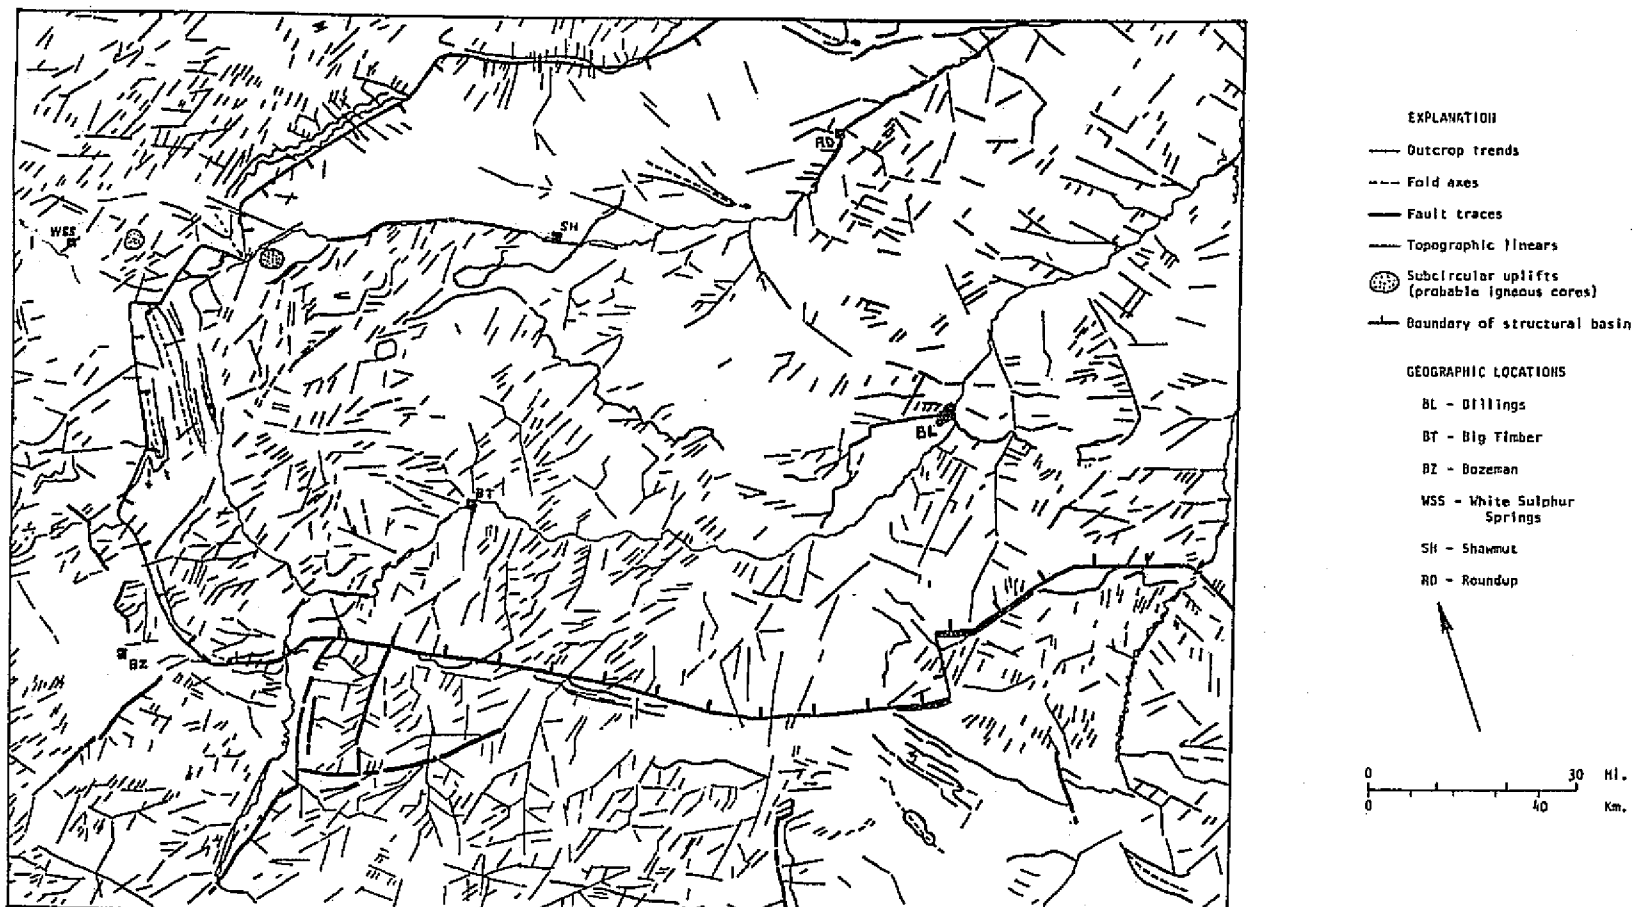 RD
WSS
SH
BL
BT
BZ
EXPLANATION
Outcrop trends
Fold axes
Fault traces
Topographic linears
Subcircular uplifts
(probable igneous cores)
Boundary of structural basin
GEOGRAPHIC LOCATIONS
BL - Billings
BT - Big Timber
BZ - Bozeman
WSS - White Sulphur
Springs
SH - Shawmut
RD - Roundup
0 30 MI.
0 40 Km.